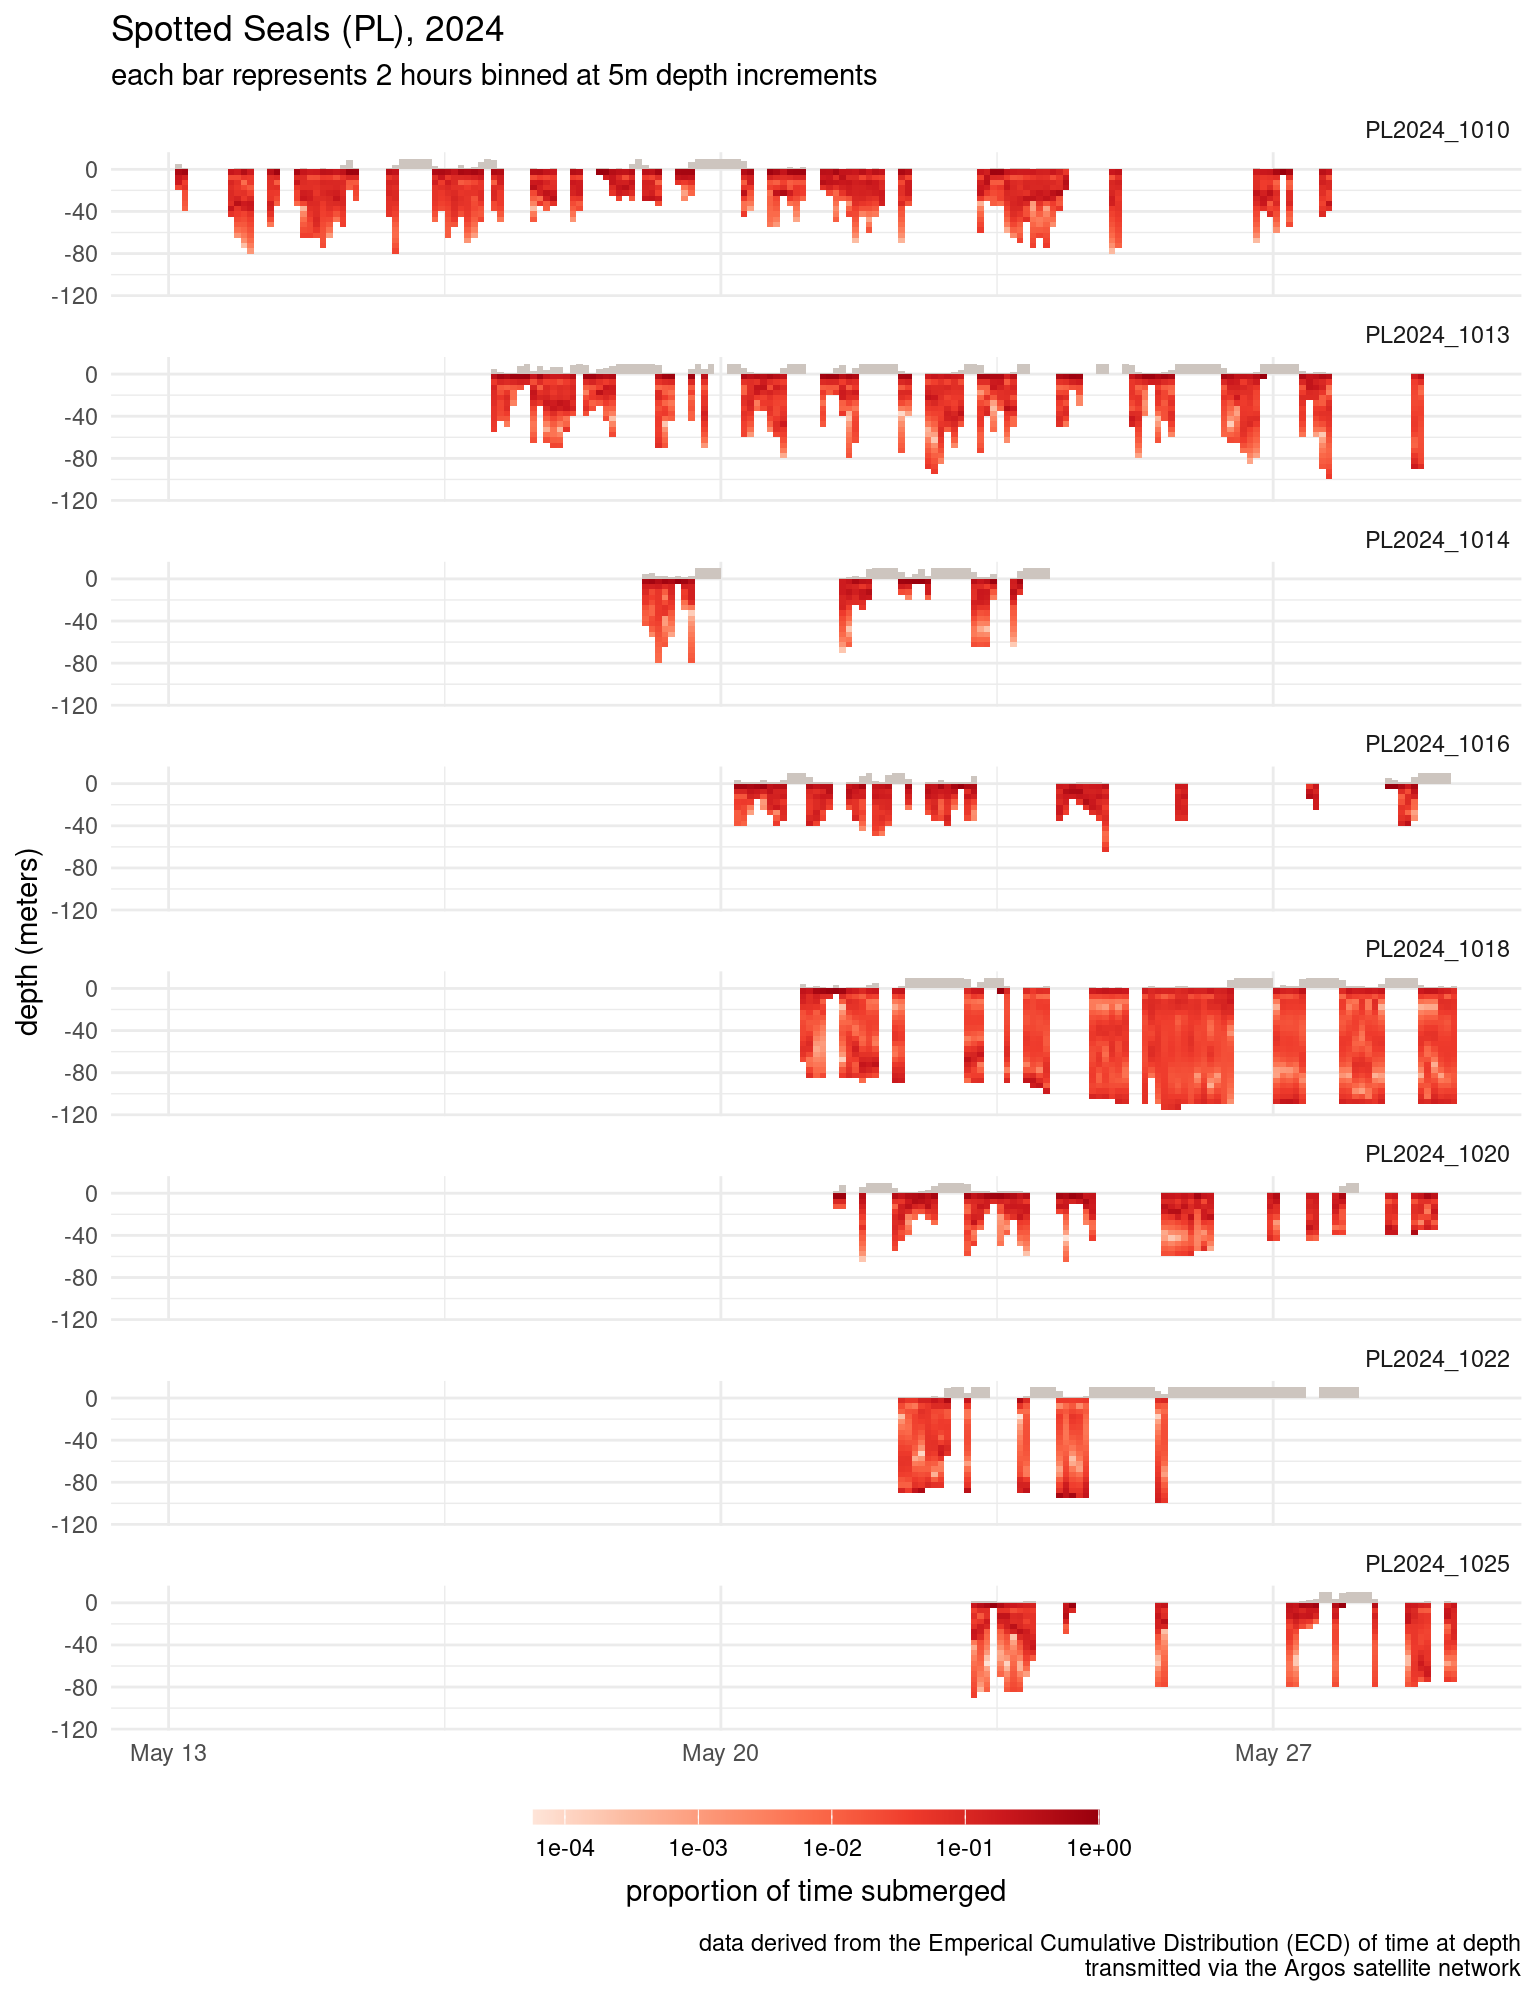 Spotted Seals (PL), 2024
each bar represents 2 hours binned at 5m depth increments
PL2024_1010
0
-40
-80
-120
PL2024_1013
0
-40
-80
-120
PL2024_1014
0
-40
-80
-120
PL2024_1016
0
-40
-80
-120
depth (meters)
PL2024_1018
0
-40
-80
-120
PL2024_1020
0
-40
-80
-120
PL2024_1022
0
-40
-80
-120
PL2024_1025
0
-40
-80
-120
May 13 May 20 May 27
1e-04 1e-03 1e-02 1e-01 1e+00
proportion of time submerged
data derived from the Emperical Cumulative Distribution (ECD) of time at depth
transmitted via the Argos satellite network